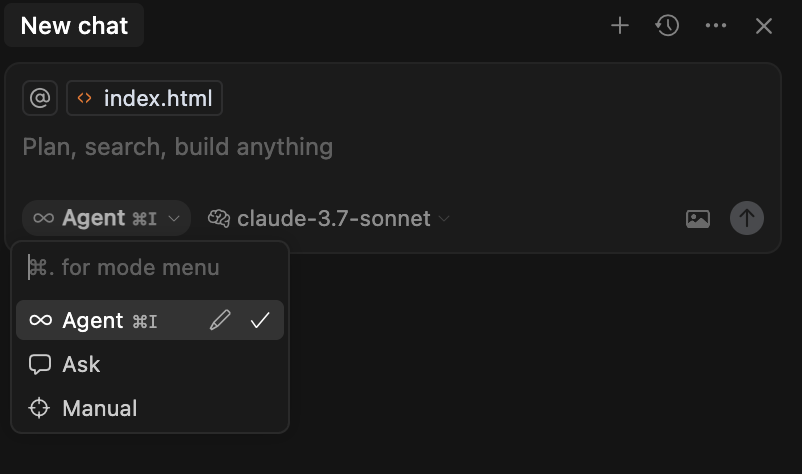 New chat
@ <> index.html
Plan, search, build anything
Agent ⌘I claude-3.7-sonnet
⌘. for mode menu
Agent ⌘I
Ask
Manual